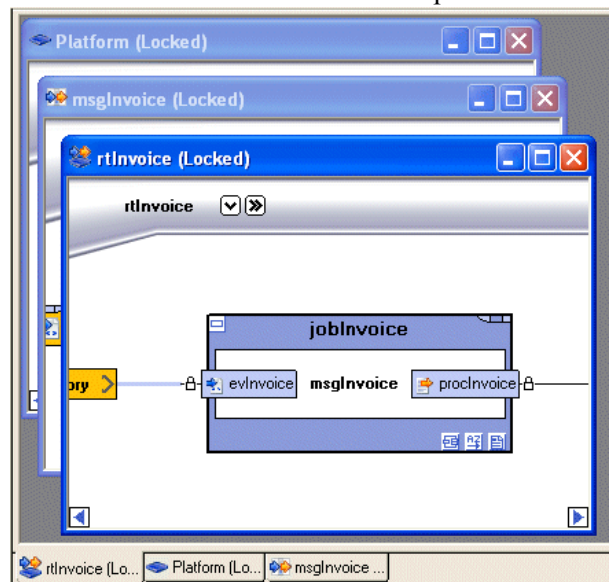 Platform (Locked)
msgInvoice (Locked)
rtInvoice (Locked)
rtInvoice
jobInvoice
ory
evInvoice
msgInvoice
procInvoice
rtInvoice (Lo...
Platform (Lo...
msgInvoice ...